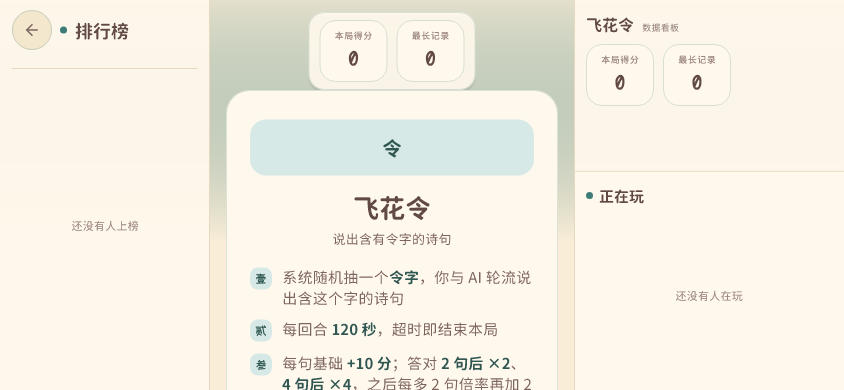 排行榜
还没有人上榜
本局得分
0
最长记录
0
令
飞花令
说出含有令字的诗句
壹
系统随机抽一个令字，你与 AI 轮流说
出含这个字的诗句
贰
每回合 120 秒，超时即结束本局
叁
每句基础 +10 分；答对 2 句后 ×2、
4 句后 ×4，之后每多 2 句倍率再加 2
飞花令 数据看板
本局得分
0
最长记录
0
正在玩
还没有人在玩